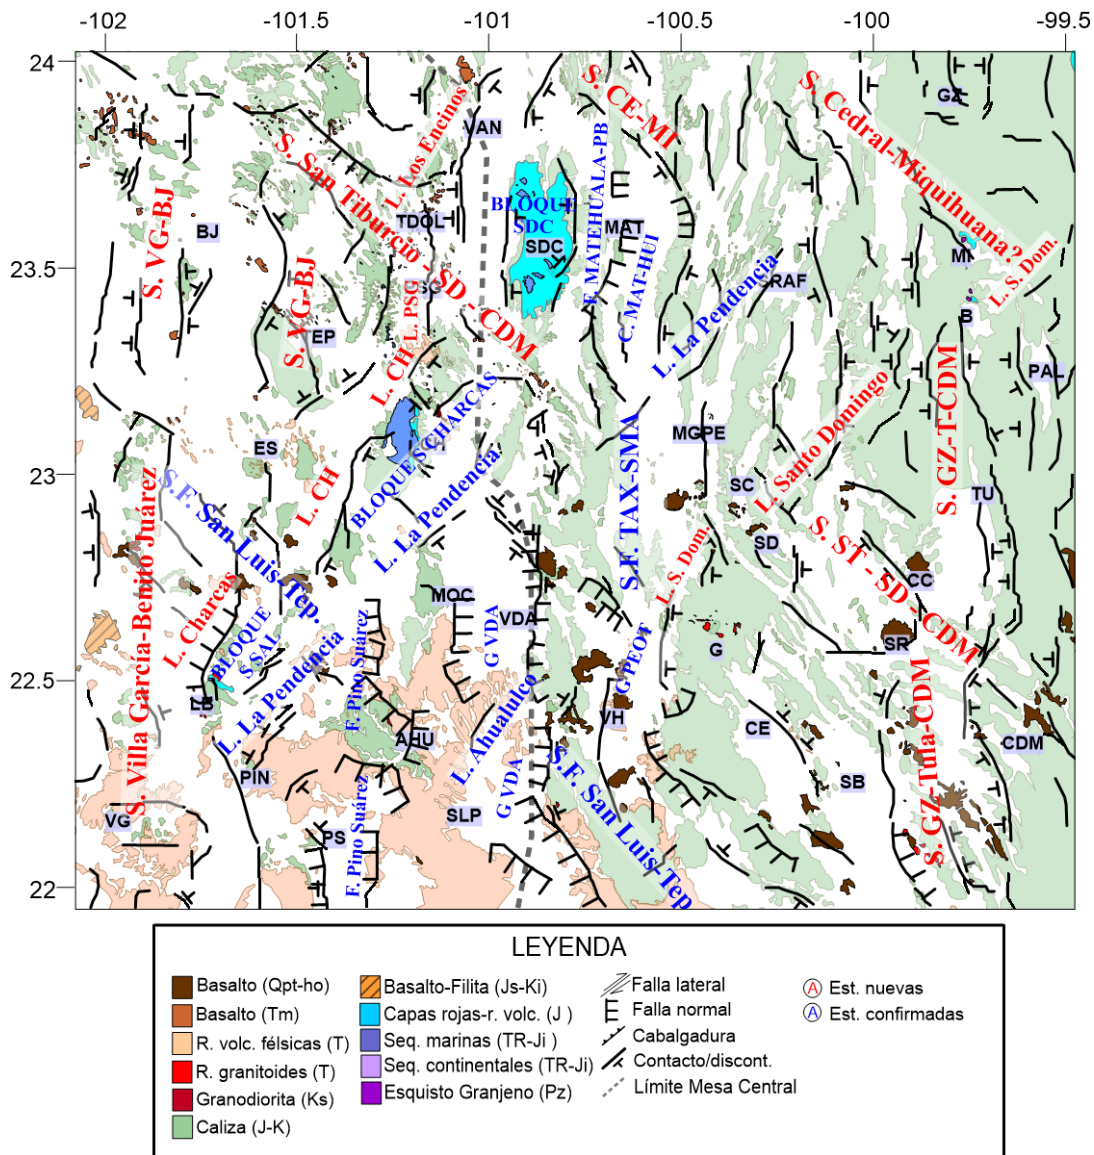 -102
-101.5
-101
-100.5
-100
-99.5
24
23.5
23
22.5
22
S. CE-MI
S. Cedral-Miquihuana?
GZ
L. Los Encinos
VAN
S. San Tiburcio - SD - CDM
F. MATEHUALA-PB
S. VG-BJ
BJ
TDOL
BLOQUE
SDC
SDC
MAT
MI
L. S. Dom.
SRAF
B
S. VG-BJ
L. PSG
C. MAT-HUI
L. La Pendencia
EP
L. CH
PAL
S. GZ-T-CDM
BLOQUE S CHARCAS
MGPE
L. Santo Domingo
ES
L. CH
L. La Pendencia
S.F. TAX-SMA
SC
TU
S.F. San Luis-Tep.
S. Villa García-Benito Juárez
SD
S. ST - SD - CDM
L. S. Dom.
CC
L. Charcas
BLOQUE
S SAL
MOC
VDA
G VDA
SR
G
L. La Pendencia
F. Pino Suárez
G PEOT
VH
CE
CDM
AHU
L. Ahualulco
S. GZ-Tula-CDM
PIN
SB
VG
PS
F. Pino Suárez
SLP
G VDA
S.F. San Luis-Tep.
LEYENDA
Basalto (Qpt-ho)
Basalto (Tm)
R. volc. félsicas (T)
R. granitoides (T)
Granodiorita (Ks)
Caliza (J-K)
Basalto-Filita (Js-Ki)
Capas rojas-r. volc. (J )
Seq. marinas (TR-Ji )
Seq. continentales (TR-Ji)
Esquisto Granjeno (Pz)
Falla lateral
Falla normal
Cabalgadura
Contacto/discont.
Límite Mesa Central
A Est. nuevas
A Est. confirmadas